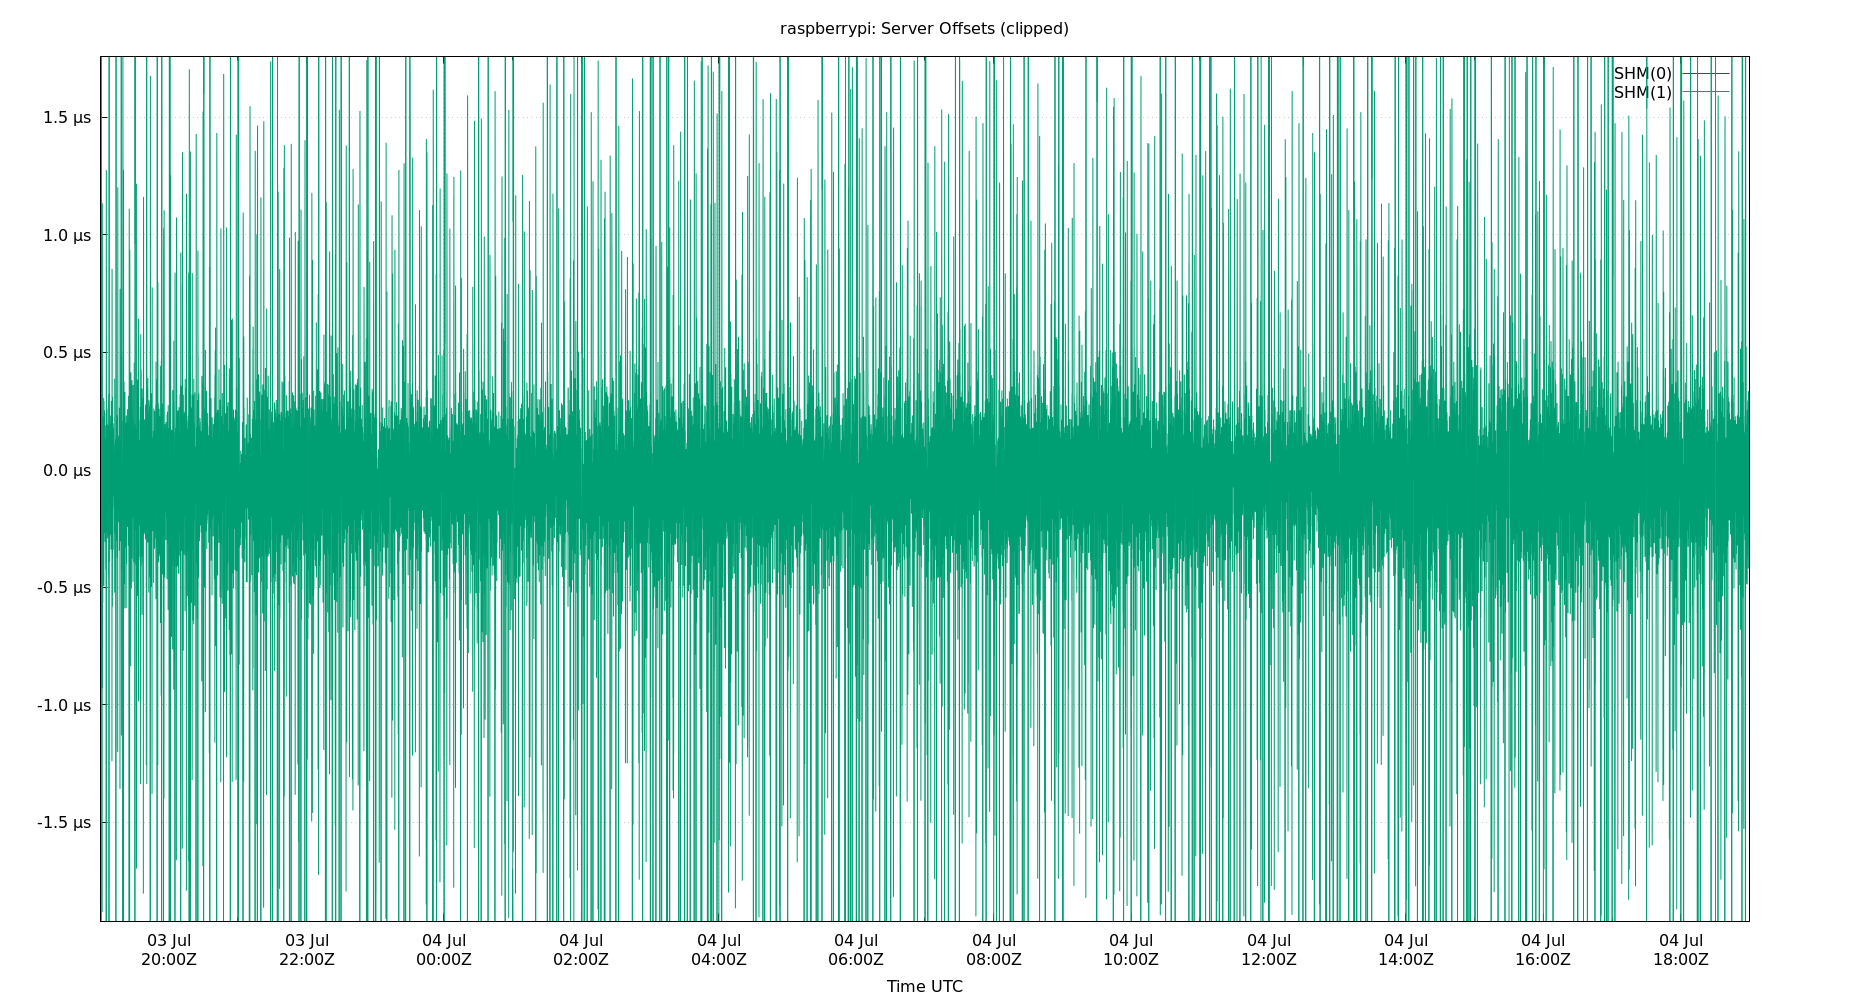 raspberrypi: Server Offsets (clipped)
SHM(0)
SHM(1)
1.5 µs
1.0 µs
0.5 µs
0.0 µs
-0.5 µs
-1.0 µs
-1.5 µs
03 Jul 03 Jul 04 Jul 04 Jul 04 Jul 04 Jul 04 Jul 04 Jul 04 Jul 04 Jul 04 Jul 04 Jul
20:00Z 22:00Z 00:00Z 02:00Z 04:00Z 06:00Z 08:00Z 10:00Z 12:00Z 14:00Z 16:00Z 18:00Z
Time UTC